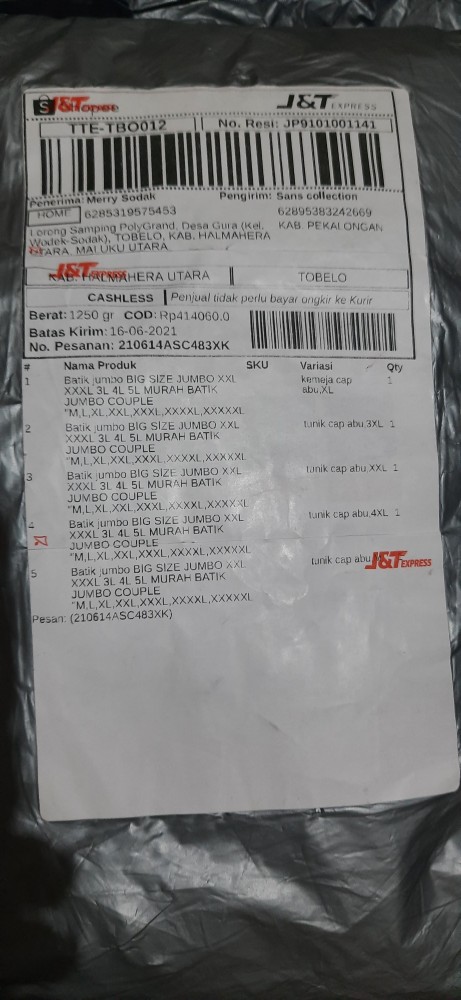 J&T EXPRESS
TTE-TBO012 No. Resi: JP9101001141
Penerima: Merry Sodak Pengirim: Sans collection
HOME 6285319575453 62895383242669
Lorong Samping PolyGrand, Desa Gura (Kel. KAB. PEKALONGAN
Wodek-Sodak), TOBELO, KAB. HALMAHERA
UTARA, MALUKU UTARA
KAB. HALMAHERA UTARA TOBELO
CASHLESS Penjual tidak perlu bayar ongkir ke Kurir
Berat: 1250 gr COD: Rp414060.0
Batas Kirim: 16-06-2021
No. Pesanan: 210614ASC483XK
# Nama Produk SKU Variasi Qty
1 Batik jumbo BIG SIZE JUMBO XXL kemeja cap 1
XXXL 3L 4L 5L MURAH BATIK abu,XL
JUMBO COUPLE
"M,L,XL,XXL,XXXL,XXXXL,XXXXXL
2 Batik jumbo BIG SIZE JUMBO XXL tunik cap abu,3XL 1
XXXL 3L 4L 5L MURAH BATIK
JUMBO COUPLE
"M,L,XL,XXL,XXXL,XXXXL,XXXXXL
3 Batik jumbo BIG SIZE JUMBO XXL tunik cap abu,XXL 1
XXXL 3L 4L 5L MURAH BATIK
JUMBO COUPLE
"M,L,XL,XXL,XXXL,XXXXL,XXXXXL
4 Batik jumbo BIG SIZE JUMBO XXL tunik cap abu,4XL 1
XXXL 3L 4L 5L MURAH BATIK
JUMBO COUPLE
"M,L,XL,XXL,XXXL,XXXXL,XXXXXL
5 Batik jumbo BIG SIZE JUMBO XXL tunik cap abu J&T EXPRESS
XXXL 3L 4L 5L MURAH BATIK
JUMBO COUPLE
"M,L,XL,XXL,XXXL,XXXXL,XXXXXL
Pesan: (210614ASC483XK)